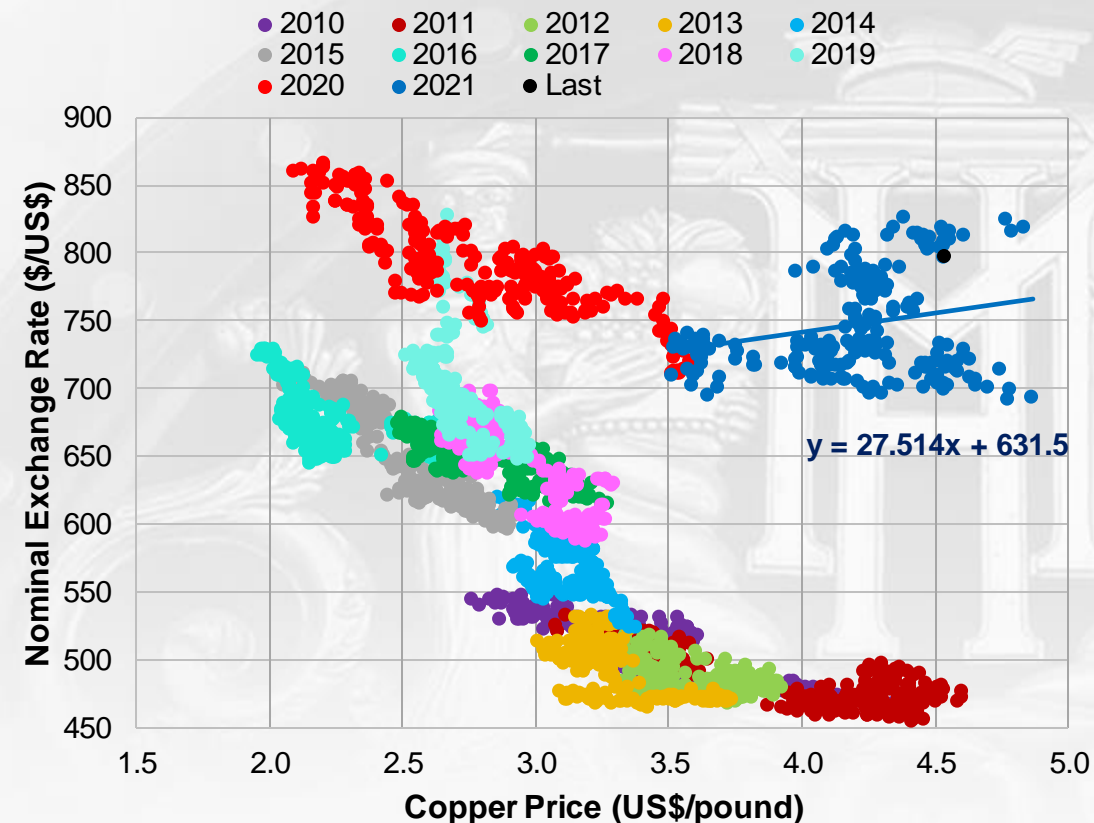 2010 2011 2012 2013 2014
2015 2016 2017 2018 2019
2020 2021 Last
Nominal Exchange Rate ($/US$)
900
850
800
750
700
650
600
550
500
450
y = 27.514x + 631.5
1.5 2.0 2.5 3.0 3.5 4.0 4.5 5.0
Copper Price (US$/pound)